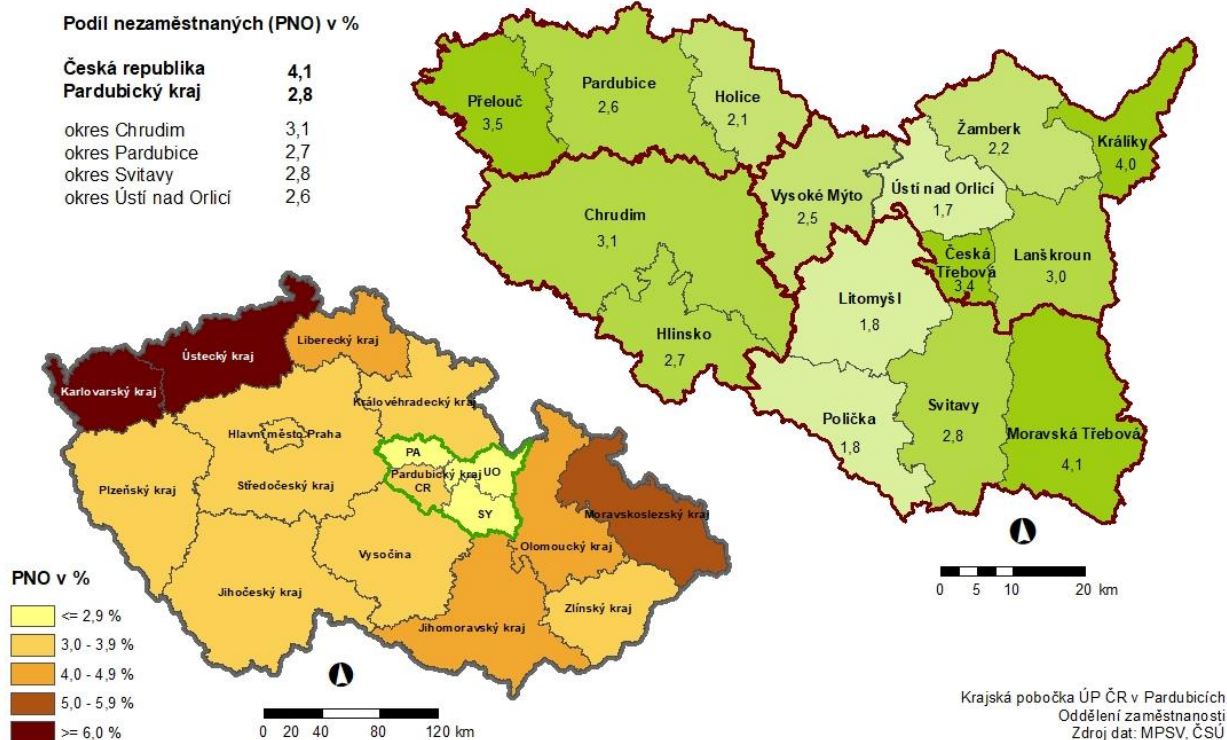 Podíl nezaměstnaných (PNO) v %
Česká republika 4,1
Pardubický kraj 2,8
okres Chrudim 3,1
okres Pardubice 2,7
okres Svitavy 2,8
okres Ústí nad Orlicí 2,6
Přelouč
3,5
Pardubice
2,6
Holice
2,1
Žamberk
2,2
Králíky
4,0
Vysoké Mýto
2,5
Ústí nad Orlicí
1,7
Chrudim
3,1
Česká
Třebová
3,4
Lanškroun
3,0
Litomyšl
1,8
Hlinsko
2,7
Polička
1,8
Svitavy
2,8
Moravská Třebová
4,1
0 5 10 20 km
Karlovarský kraj
Ústecký kraj
Liberecký kraj
Královéhradecký kraj
Hlavní město Praha
Plzeňský kraj
Středočeský kraj
PA
Pardubický kraj
UO
CR
SY
Moravskoslezský kraj
Olomoucký kraj
Vysočina
Jihočeský kraj
Zlínský kraj
Jihomoravský kraj
PNO v %
<= 2,9 %
3,0 - 3,9 %
4,0 - 4,9 %
5,0 - 5,9 %
>= 6,0 %
0 20 40 80 120 km
Krajská pobočka ÚP ČR v Pardubicích
Oddělení zaměstnanosti
Zdroj dat: MPSV, ČSÚ